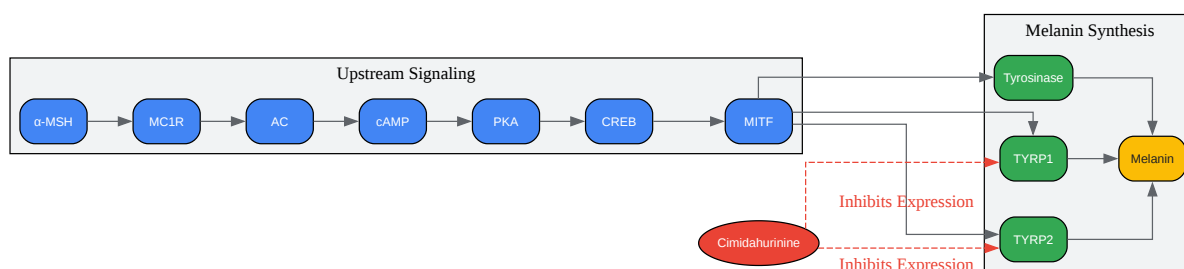 Melanin Synthesis
Upstream Signaling
Tyrosinase
α-MSH
MC1R
AC
cAMP
PKA
CREB
MITF
TYRP1
Melanin
Inhibits Expression
Cimidahurinine
TYRP2
Inhibits Expression